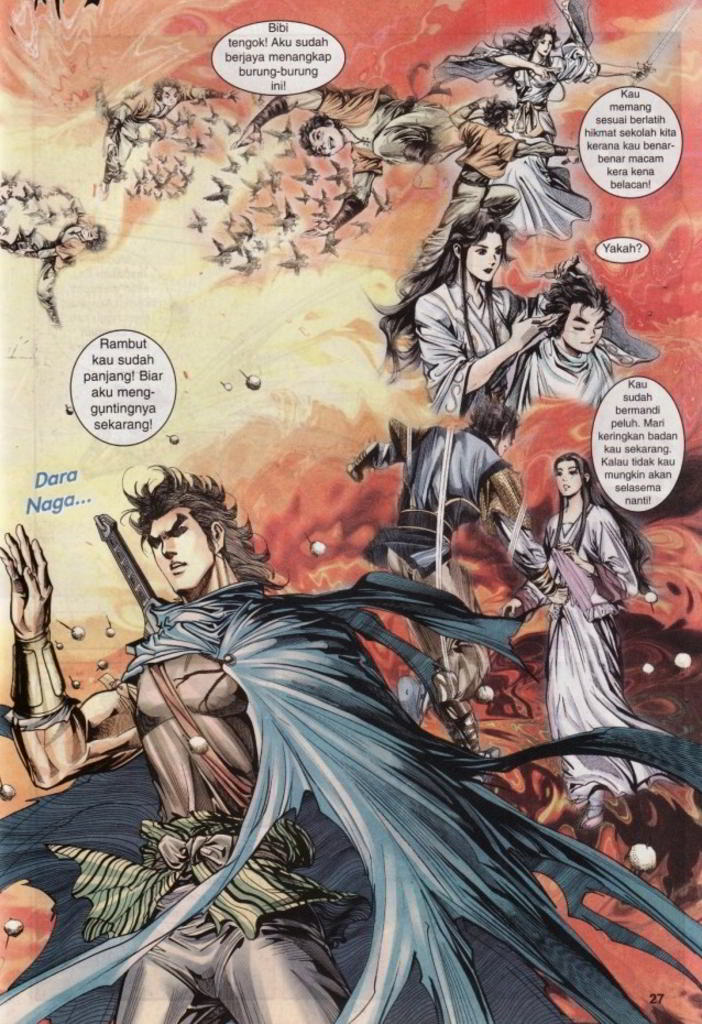 Bibi
tengok! Aku sudah
berjaya menangkap
burung-burung
ini!
Kau
memang
sesuai berlatih
hikmat sekolah kita
kerana kau benar-
benar macam
kera kena
belacan!
Yakah?
Rambut
kau sudah
panjang! Biar
aku meng-
guntingnya
sekarang!
Kau
sudah
bermandi
peluh. Mari
keringkan badan
kau sekarang.
Kalau tidak kau
mungkin akan
selasema
nanti!
Dara
Naga...
27